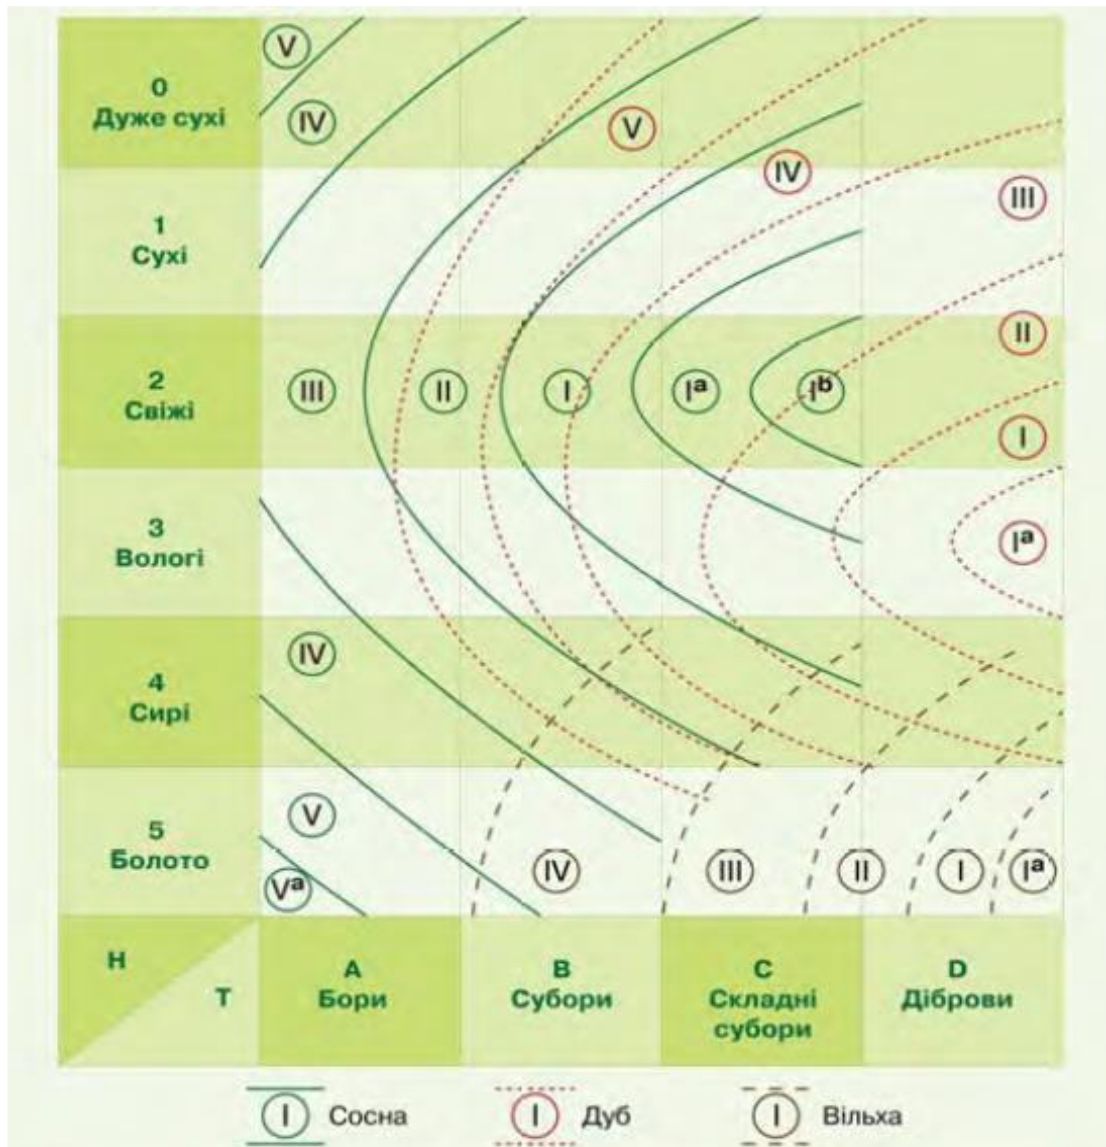 V
0
Дуже сухі
IV
V
IV
III
1
Сухі
II
2
Свіжі
III
II
I
Iᵃ
Iᵇ
I
3
Вологі
Iᵃ
IV
4
Сирі
V
5
Болото
Vᵃ
IV
III
II
I
Iᵃ
H
T
A
Бори
B
Субори
C
Складні
субори
D
Діброви
I Сосна
I Дуб
I Вільха